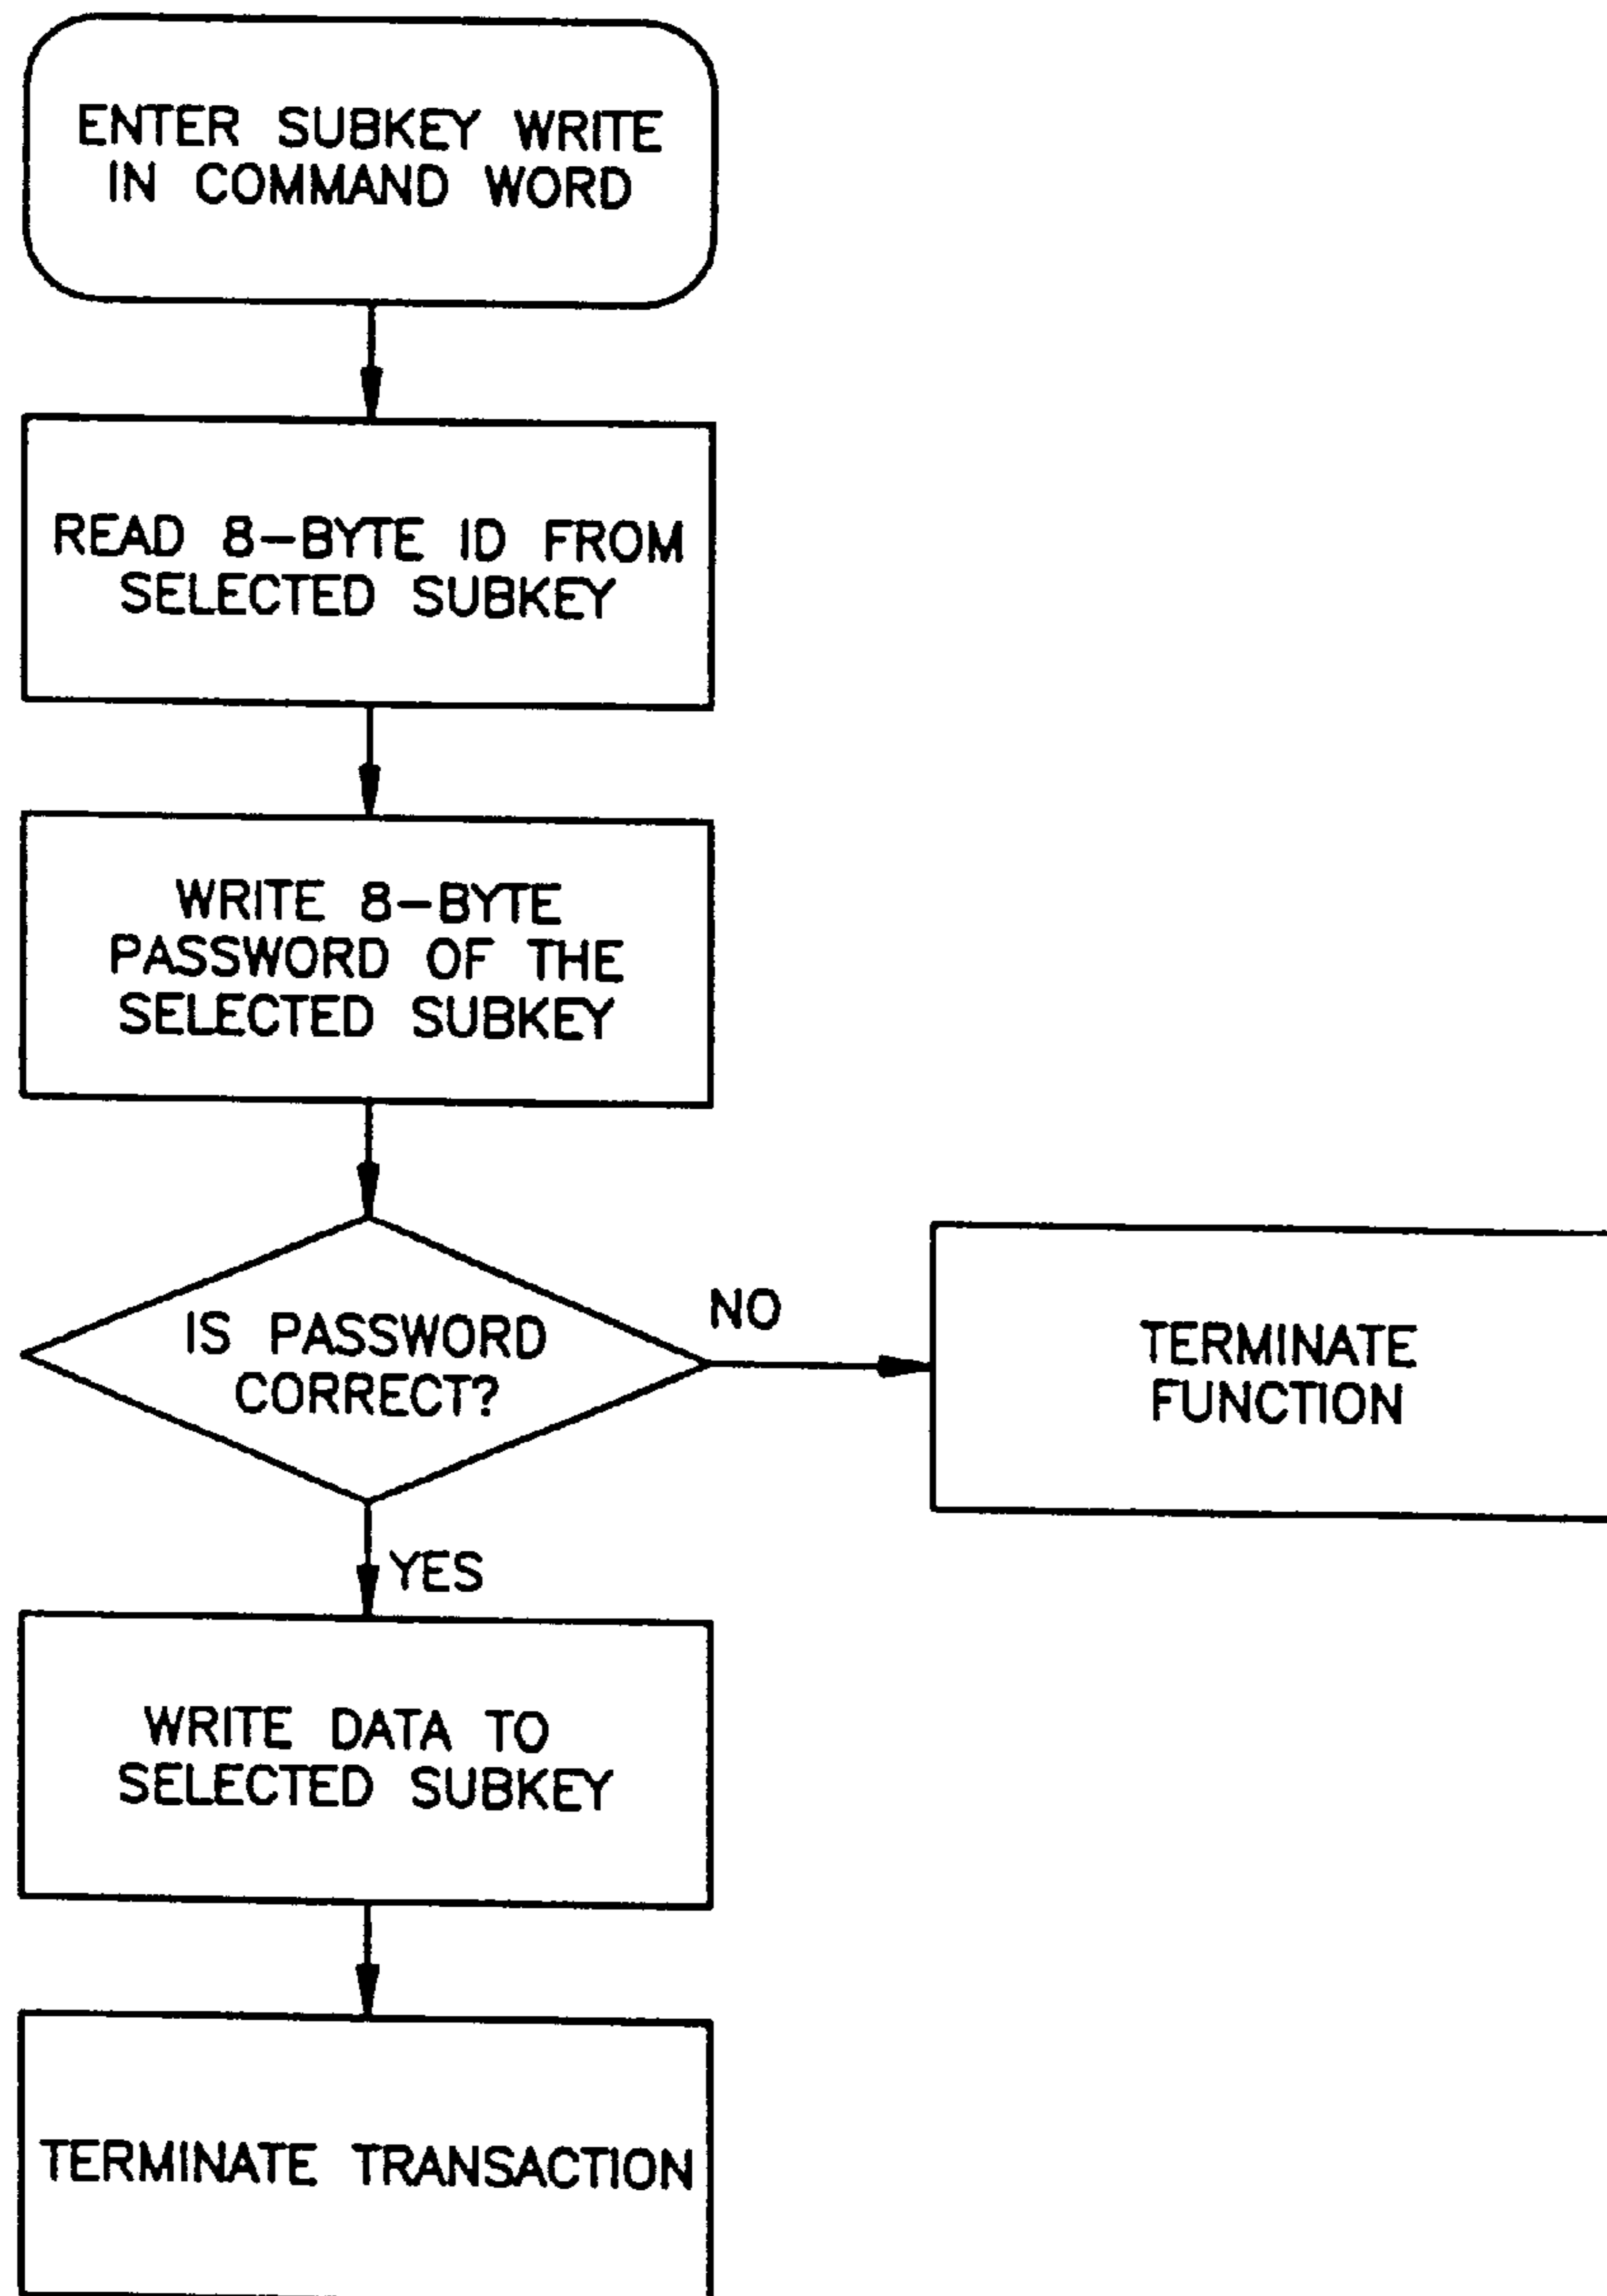 ENTER SUBKEY WRITE
IN COMMAND WORD
READ 8-BYTE ID FROM
SELECTED SUBKEY
WRITE 8-BYTE
PASSWORD OF THE
SELECTED SUBKEY
IS PASSWORD
CORRECT?
NO
TERMINATE
FUNCTION
YES
WRITE DATA TO
SELECTED SUBKEY
TERMINATE TRANSACTION